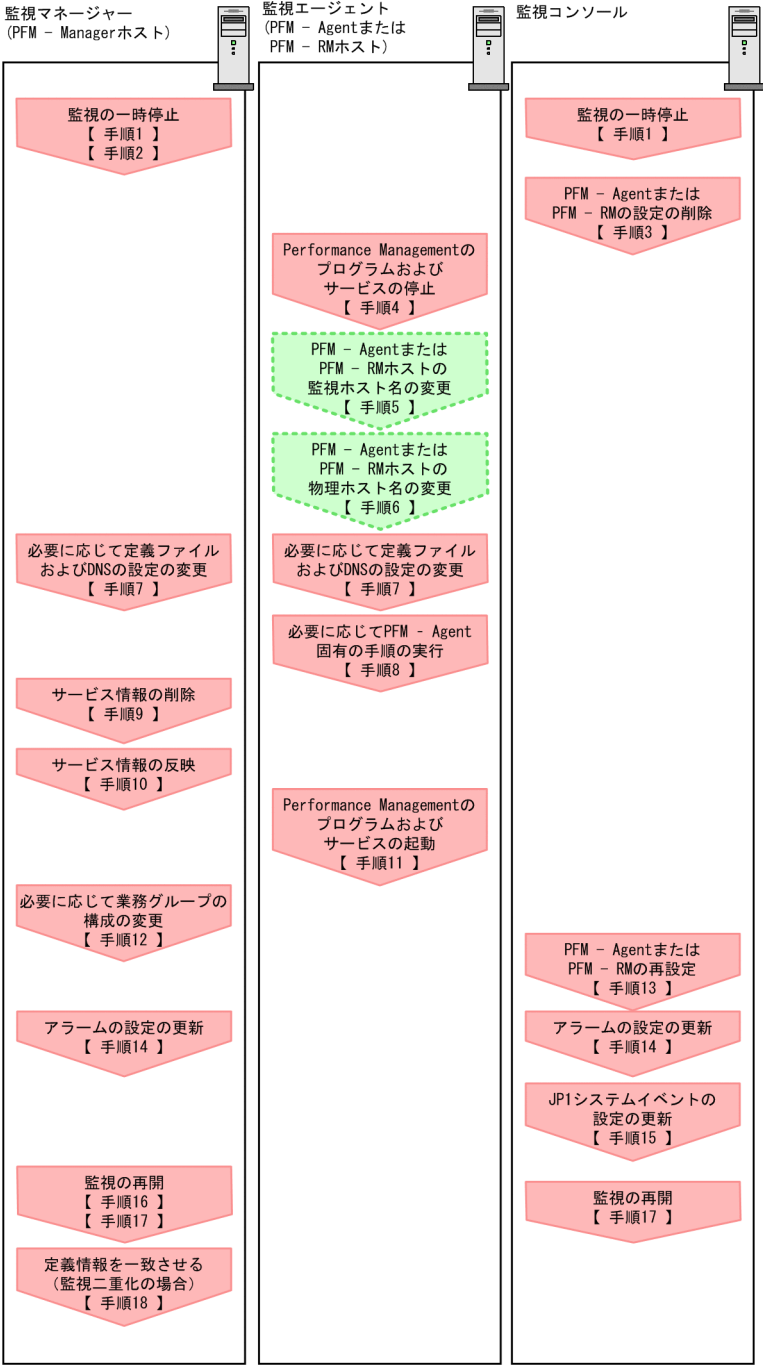 監視マネージャー
(PFM - Managerホスト)
監視エージェント
(PFM - Agentまたは
PFM - RMホスト)
監視コンソール
監視の一時停止
【 手順1 】
【 手順2 】
監視の一時停止
【 手順1 】
PFM - Agentまたは
PFM - RMの設定の削除
【 手順3 】
Performance Managementの
プログラムおよび
サービスの停止
【 手順4 】
PFM - Agentまたは
PFM - RMホストの
監視ホスト名の変更
【 手順5 】
PFM - Agentまたは
PFM - RMホストの
物理ホスト名の変更
【 手順6 】
必要に応じて定義ファイル
およびDNSの設定の変更
【 手順7 】
必要に応じて定義ファイル
およびDNSの設定の変更
【 手順7 】
必要に応じてPFM - Agent
固有の手順の実行
【 手順8 】
サービス情報の削除
【 手順9 】
サービス情報の反映
【 手順10 】
Performance Managementの
プログラムおよび
サービスの起動
【 手順11 】
必要に応じて業務グループの
構成の変更
【 手順12 】
PFM - Agentまたは
PFM - RMの再設定
【 手順13 】
アラームの設定の更新
【 手順14 】
アラームの設定の更新
【 手順14 】
JP1システムイベントの
設定の更新
【 手順15 】
監視の再開
【 手順16 】
【 手順17 】
監視の再開
【 手順17 】
定義情報を一致させる
(監視二重化の場合)
【 手順18 】